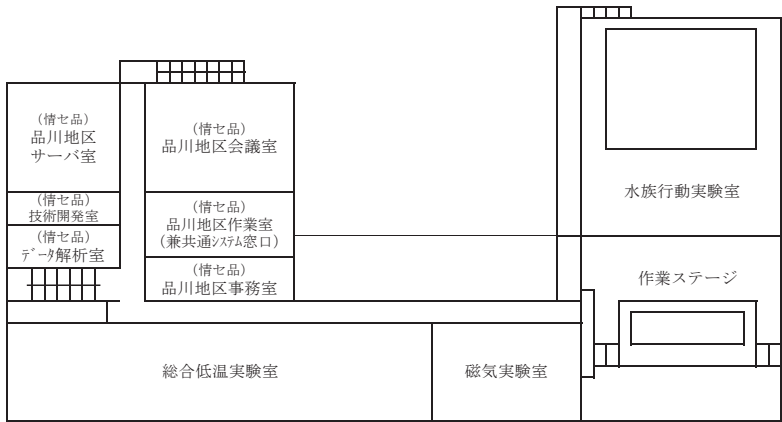 (情セ品)
品川地区
サーバ室
(情セ品)
技術開発室
(情セ品)
データ解析室
(情セ品)
品川地区会議室
(情セ品)
品川地区作業室
(兼共通システム窓口)
(情セ品)
品川地区事務室
水族行動実験室
作業ステージ
総合低温実験室
磁気実験室